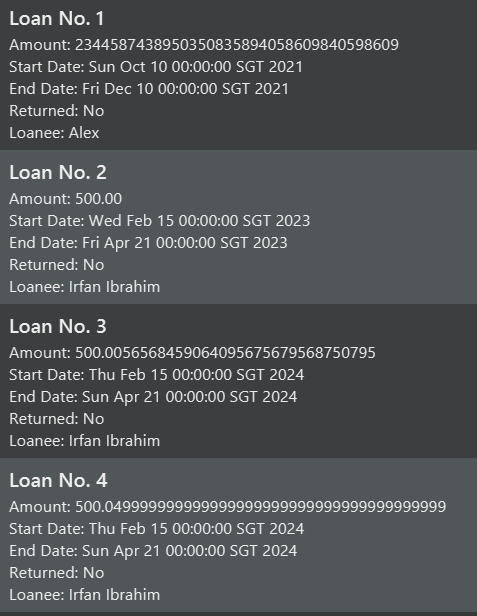 Loan No. 1
Amount: 23445874389503508358940586098405​98609
Start Date: Sun Oct 10 00:00:00 SGT 2021
End Date: Fri Dec 10 00:00:00 SGT 2021
Returned: No
Loanee: Alex
Loan No. 2
Amount: 500.00
Start Date: Wed Feb 15 00:00:00 SGT 2023
End Date: Fri Apr 21 00:00:00 SGT 2023
Returned: No
Loanee: Irfan Ibrahim
Loan No. 3
Amount: 500.00565684590640956756795687507​95
Start Date: Thu Feb 15 00:00:00 SGT 2024
End Date: Sun Apr 21 00:00:00 SGT 2024
Returned: No
Loanee: Irfan Ibrahim
Loan No. 4
Amount: 500.0499999999999999999999999999999999999
Start Date: Thu Feb 15 00:00:00 SGT 2024
End Date: Sun Apr 21 00:00:00 SGT 2024
Returned: No
Loanee: Irfan Ibrahim